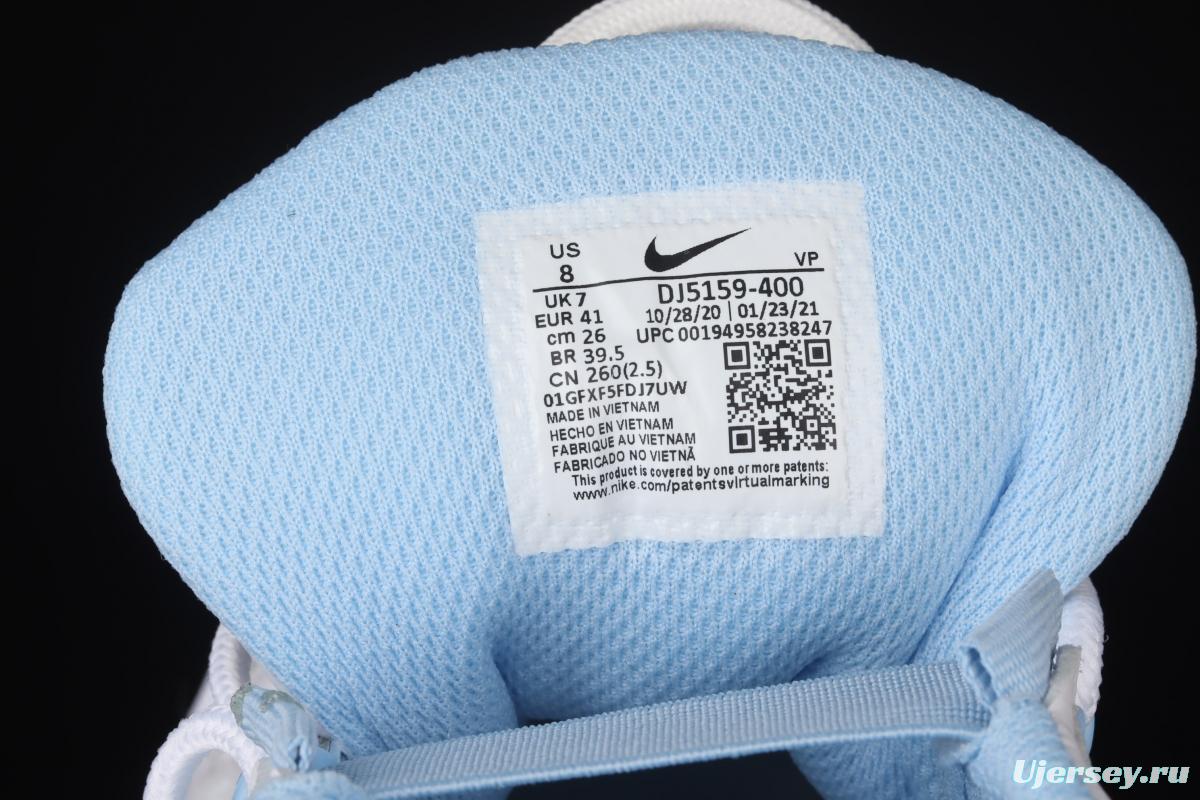 US
8
VP
UK 7
DJ5159-400
EUR 41
10/28/20 | 01/23/21
cm 26
UPC 00194958238247
BR 39.5
CN 260(2.5)
01GFXF5FDJ7UW
MADE IN VIETNAM
HECHO EN VIETNAM
FABRIQUE AU VIETNAM
FABRICADO NO VIETNÃ
This product is covered by one or more patents:
www.nike.com/patentsvirtualmarking
Ujersey.ru